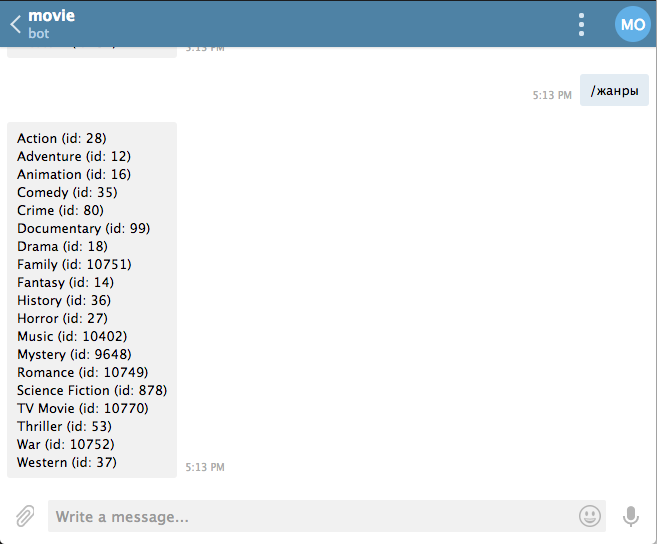 movie
bot
MO
5:13 PM
5:13 PM
/жанры
Action (id: 28)
Adventure (id: 12)
Animation (id: 16)
Comedy (id: 35)
Crime (id: 80)
Documentary (id: 99)
Drama (id: 18)
Family (id: 10751)
Fantasy (id: 14)
History (id: 36)
Horror (id: 27)
Music (id: 10402)
Mystery (id: 9648)
Romance (id: 10749)
Science Fiction (id: 878)
TV Movie (id: 10770)
Thriller (id: 53)
War (id: 10752)
Western (id: 37)
5:13 PM
Write a message...